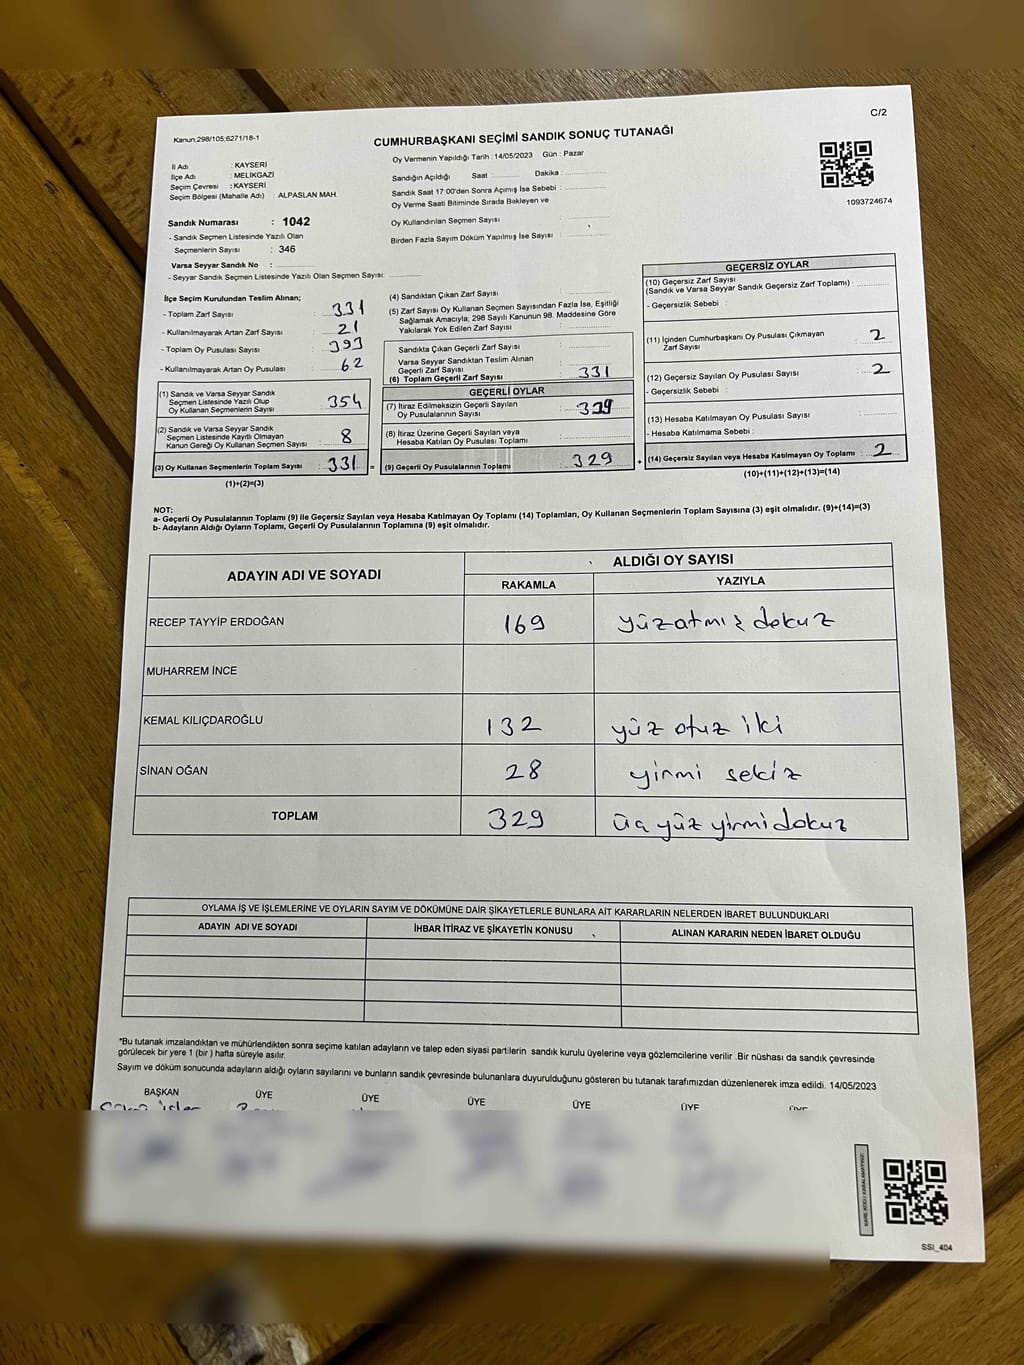 C/2
Kanun:298/105;6271/18-1
CUMHURBAŞKANI SEÇİMİ SANDIK SONUÇ TUTANAĞI
İl Adı : KAYSERİ
İlçe Adı : MELİKGAZİ
Seçim Çevresi : KAYSERİ
Seçim Bölgesi (Mahalle Adı) : ALPASLAN MAH.
Oy Vermenin Yapıldığı Tarih :14/05/2023 Gün : Pazar
Sandığın Açıldığı Saat : Dakika :
Sandık Saat 17:00'den Sonra Açılmış İse Sebebi :
Oy Verme Saati Bitiminde Sırada Bekleyen ve
Oy Kullandırılan Seçmen Sayısı :
Birden Fazla Sayım Döküm Yapılmış İse Sayısı :
1093724674
Sandık Numarası : 1042
- Sandık Seçmen Listesinde Yazılı Olan
Seçmenlerin Sayısı : 346
Varsa Seyyar Sandık No :
- Seyyar Sandık Seçmen Listesinde Yazılı Olan Seçmen Sayısı:
İlçe Seçim Kurulundan Teslim Alınan;
- Toplam Zarf Sayısı : 331
- Kullanılmayarak Artan Zarf Sayısı : 21
- Toplam Oy Pusulası Sayısı : 393
- Kullanılmayarak Artan Oy Pusulası : 62
(1) Sandık ve Varsa Seyyar Sandık
Seçmen Listesinde Yazılı Olup
Oy Kullanan Seçmenlerin Sayısı : 354
(2) Sandık ve Varsa Seyyar Sandık
Seçmen Listesinde Kayıtlı Olmayan
Kanun Gereği Oy Kullanan Seçmen Sayısı : 8
(3) Oy Kullanan Seçmenlerin Toplam Sayısı : 331 =
(1)+(2)=(3)
(4) Sandıktan Çıkan Zarf Sayısı :
(5) Zarf Sayısı Oy Kullanan Seçmen Sayısından Fazla İse, Eşitliği
Sağlamak Amacıyla, 298 Sayılı Kanunun 98. Maddesine Göre
Yakılarak Yok Edilen Zarf Sayısı :
Sandıkta Çıkan Geçerli Zarf Sayısı :
Varsa Seyyar Sandıktan Teslim Alınan
Geçerli Zarf Sayısı :
(6) Toplam Geçerli Zarf Sayısı : 331
GEÇERLİ OYLAR
(7) İtiraz Edilmeksizin Geçerli Sayılan
Oy Pusulalarının Sayısı : 329
(8) İtiraz Üzerine Geçerli Sayılan veya
Hesaba Katılan Oy Pusulası Toplamı :
(9) Geçerli Oy Pusulalarının Toplamı : 329 +
GEÇERSİZ OYLAR
(10) Geçersiz Zarf Sayısı
(Sandık ve Varsa Seyyar Sandık Geçersiz Zarf Toplamı) :
- Geçersizlik Sebebi :
(11) İçinden Cumhurbaşkanı Oy Pusulası Çıkmayan
Zarf Sayısı : 2
(12) Geçersiz Sayılan Oy Pusulası Sayısı : 2
- Geçersizlik Sebebi :
(13) Hesaba Katılmayan Oy Pusulası Sayısı :
- Hesaba Katılmama Sebebi :
(14) Geçersiz Sayılan veya Hesaba Katılmayan Oy Toplamı : 2
(10)+(11)+(12)+(13)=(14)
NOT:
a- Geçerli Oy Pusulalarının Toplamı (9) ile Geçersiz Sayılan veya Hesaba Katılmayan Oy Toplamı (14) Toplamları, Oy Kullanan Seçmenlerin Toplam Sayısına (3) eşit olmalıdır. (9)+(14)=(3)
b- Adayların Aldığı Oyların Toplamı, Geçerli Oy Pusulalarının Toplamına (9) eşit olmalıdır.
ADAYIN ADI VE SOYADI ALDIĞI OY SAYISI
RAKAMLA YAZIYLA
RECEP TAYYİP ERDOĞAN 169 yüzatmış dokuz
MUHARREM İNCE
KEMAL KILIÇDAROĞLU 132 yüz otuz iki
SİNAN OĞAN 28 yirmi sekiz
TOPLAM 329 üç yüz yirmi dokuz
OYLAMA İŞ VE İŞLEMLERİNE VE OYLARIN SAYIM VE DÖKÜMÜNE DAİR ŞİKAYETLERLE BUNLARA AİT KARARLARIN NELERDEN İBARET BULUNDUKLARI
ADAYIN ADI VE SOYADI İHBAR İTİRAZ VE ŞİKAYETİN KONUSU ALINAN KARARIN NEDEN İBARET OLDUĞU
*Bu tutanak imzalandıktan ve mühürlendikten sonra seçime katılan adayların ve talep eden siyasi partilerin sandık kurulu üyelerine veya gözlemcilerine verilir .Bir nüshası da sandık çevresinde
görülecek bir yere 1 (bir ) hafta süreyle asılır.
Sayım ve döküm sonucunda adayların aldığı oyların sayılarını ve bunların sandık çevresinde bulunanlara duyurulduğunu gösteren bu tutanak tarafımızdan düzenlenerek imza edildi. 14/05/2023
BAŞKAN ÜYE ÜYE ÜYE ÜYE ÜYE ÜYE
KARE KODU KARALAMAYINIZ!
SSI_404